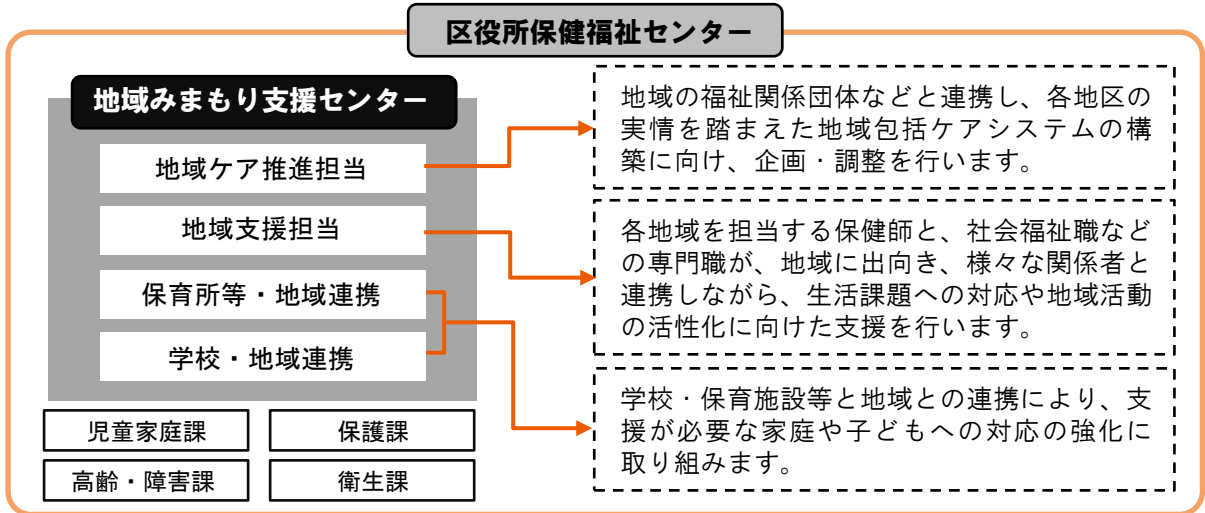 区役所保健福祉センター
地域みまもり支援センター
地域ケア推進担当
地域支援担当
保育所等・地域連携
学校・地域連携
児童家庭課
保護課
高齢・障害課
衛生課
地域の福祉関係団体などと連携し、各地区の
実情を踏まえた地域包括ケアシステムの構
築に向け、企画・調整を行います。
各地域を担当する保健師と、社会福祉職など
の専門職が、地域に出向き、様々な関係者と
連携しながら、生活課題への対応や地域活動
の活性化に向けた支援を行います。
学校・保育施設等と地域との連携により、支
援が必要な家庭や子どもへの対応の強化に
取り組みます。